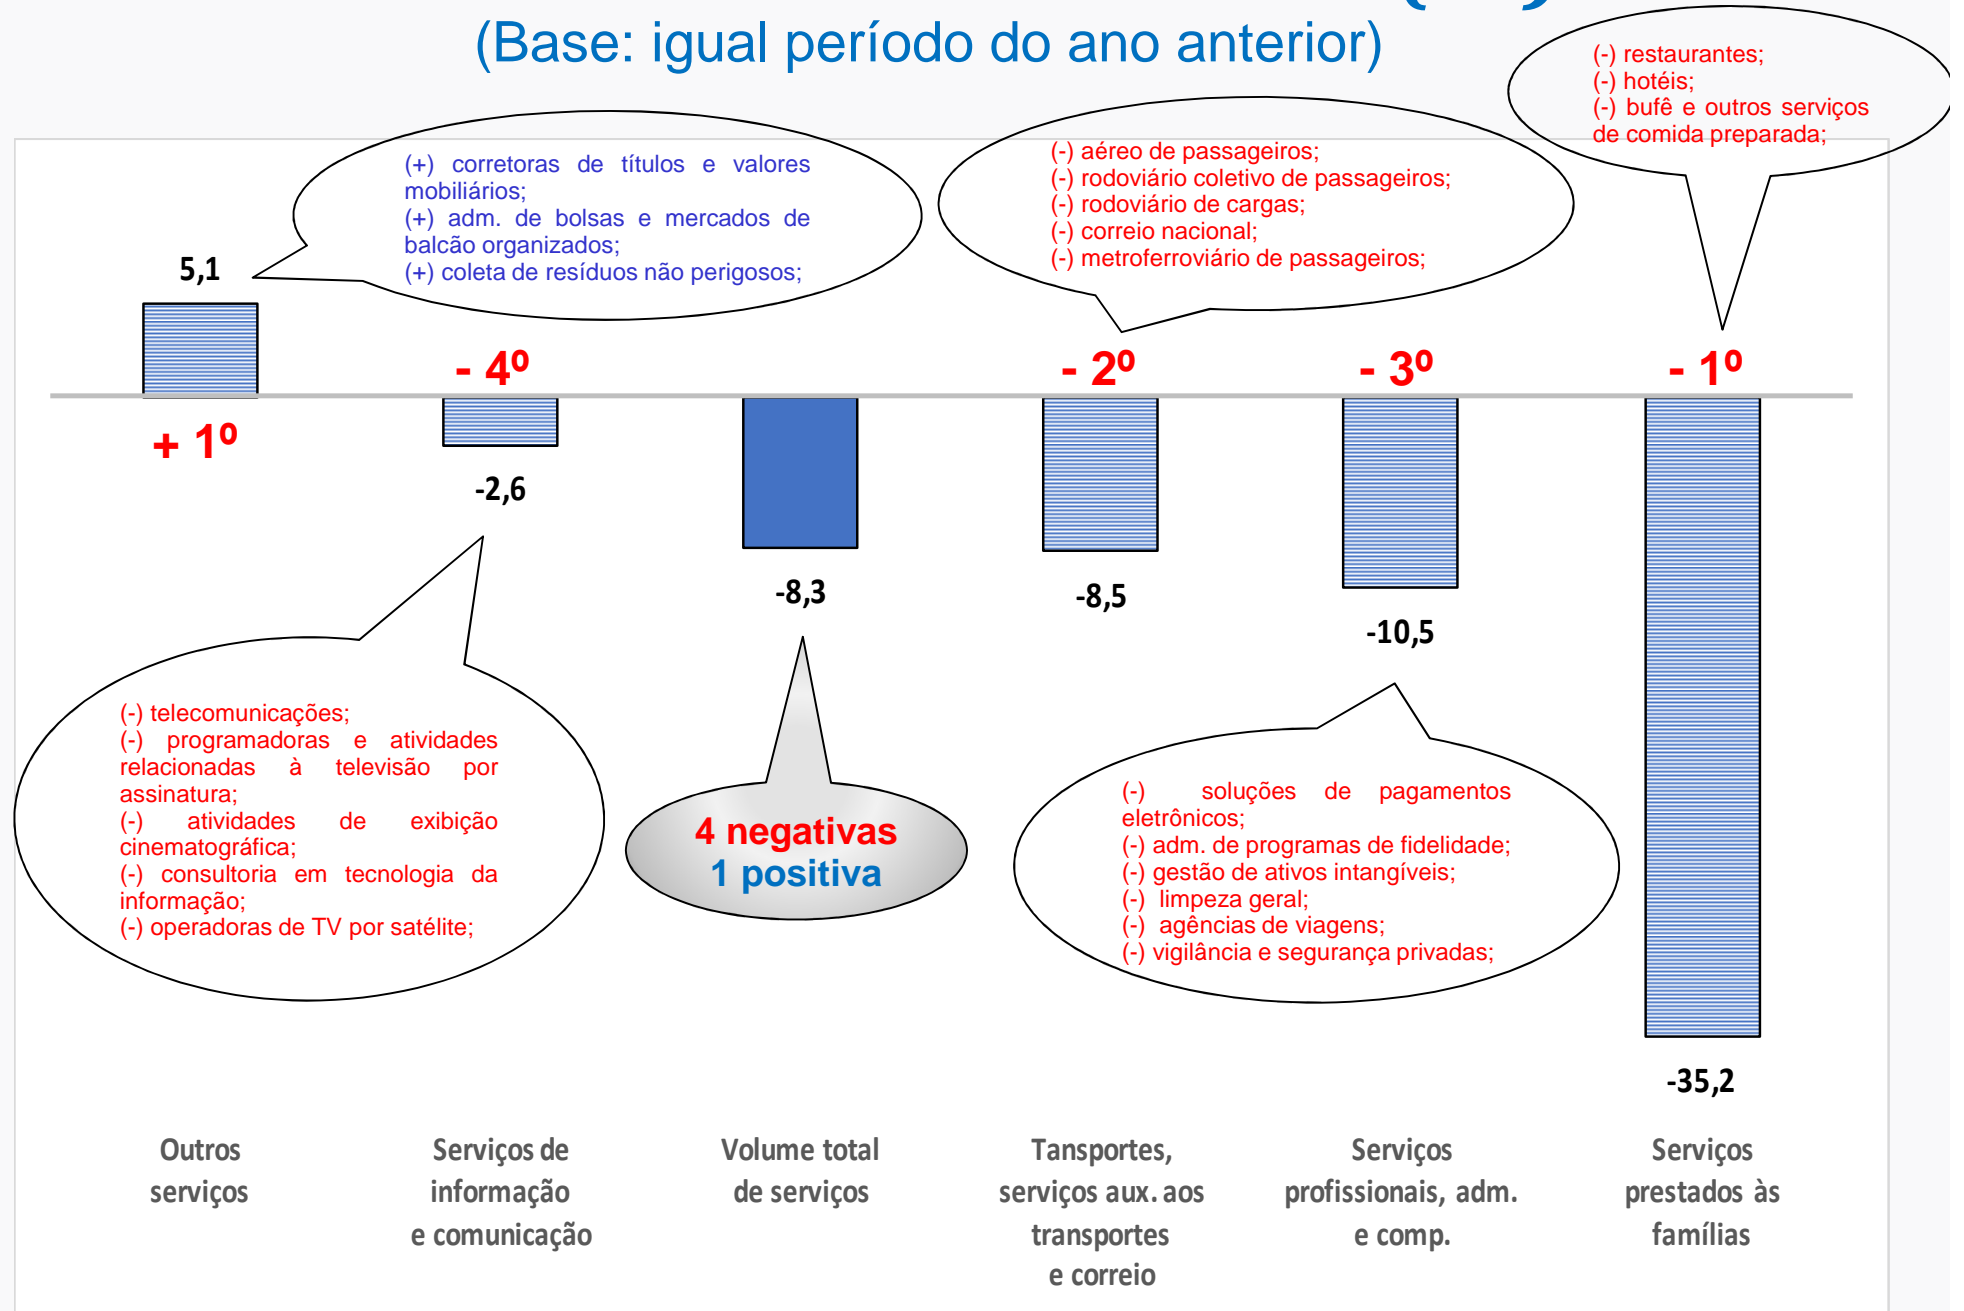 (Base: igual período do ano anterior)
(-) restaurantes;
(-) hotéis;
(-) bufê e outros serviços
de comida preparada;
(+) corretoras de títulos e valores
mobiliários;
(+) adm. de bolsas e mercados de
balcão organizados;
(+) coleta de resíduos não perigosos;
(-) aéreo de passageiros;
(-) rodoviário coletivo de passageiros;
(-) rodoviário de cargas;
(-) correio nacional;
(-) metroferroviário de passageiros;
5,1
- 4º
- 2º
- 3º
- 1º
+ 1º
-2,6
-8,3
-8,5
-10,5
-35,2
(-) telecomunicações;
(-) programadoras e atividades
relacionadas à televisão por
assinatura;
(-) atividades de exibição
cinematográfica;
(-) consultoria em tecnologia da
informação;
(-) operadoras de TV por satélite;
4 negativas
1 positiva
(-) soluções de pagamentos
eletrônicos;
(-) adm. de programas de fidelidade;
(-) gestão de ativos intangíveis;
(-) limpeza geral;
(-) agências de viagens;
(-) vigilância e segurança privadas;
Outros
serviços
Serviços de
informação
e comunicação
Volume total
de serviços
Tansportes,
serviços aux. aos
transportes
e correio
Serviços
profissionais, adm.
e comp.
Serviços
prestados às
famílias